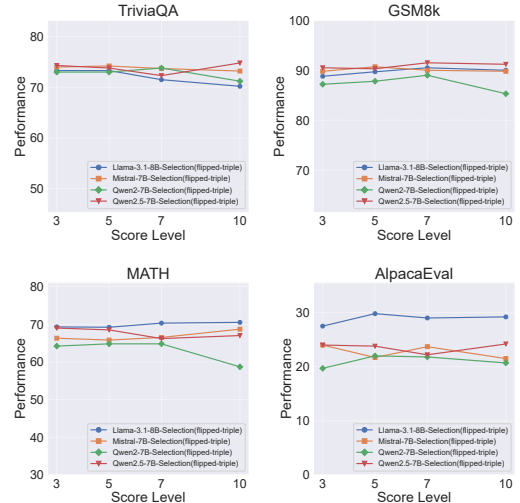 TriviaQA
80
70
60
50
Performance
Llama-3.1-8B-Selection(flipped-triple)
Mistral-7B-Selection(flipped-triple)
Qwen2-7B-Selection(flipped-triple)
Qwen2.5-7B-Selection(flipped-triple)
3 5 7 10
Score Level
GSM8k
100
90
80
70
Performance
Llama-3.1-8B-Selection(flipped-triple)
Mistral-7B-Selection(flipped-triple)
Qwen2-7B-Selection(flipped-triple)
Qwen2.5-7B-Selection(flipped-triple)
3 5 7 10
Score Level
MATH
80
70
60
50
40
30
Performance
Llama-3.1-8B-Selection(flipped-triple)
Mistral-7B-Selection(flipped-triple)
Qwen2-7B-Selection(flipped-triple)
Qwen2.5-7B-Selection(flipped-triple)
3 5 7 10
Score Level
AlpacaEval
30
20
10
0
Performance
Llama-3.1-8B-Selection(flipped-triple)
Mistral-7B-Selection(flipped-triple)
Qwen2-7B-Selection(flipped-triple)
Qwen2.5-7B-Selection(flipped-triple)
3 5 7 10
Score Level